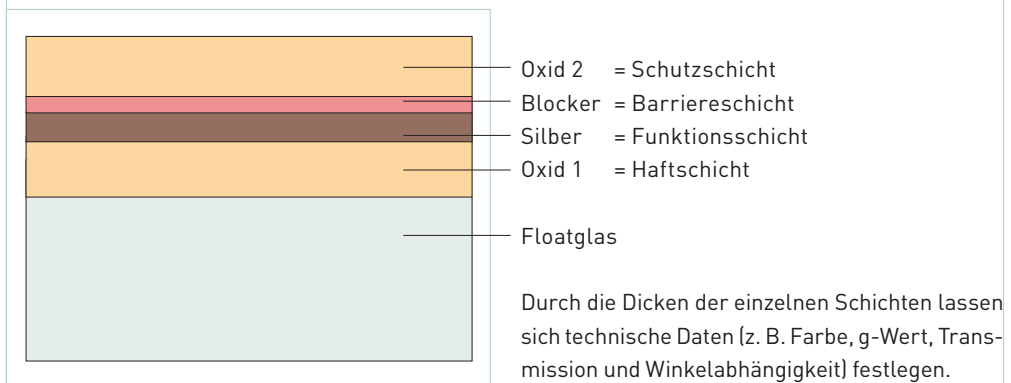 Oxid 2 = Schutzschicht
Blocker = Barriereschicht
Silber = Funktionsschicht
Oxid 1 = Haftschicht
Floatglas
Durch die Dicken der einzelnen Schichten lassen
sich technische Daten (z. B. Farbe, g-Wert, Trans-
mission und Winkelabhängigkeit) festlegen.